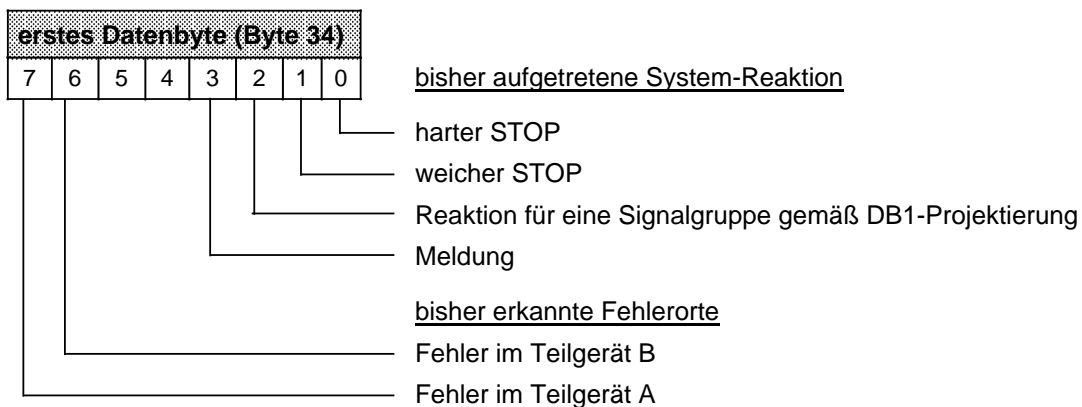 erstes Datenbyte (Byte 34)
7 6 5 4 3 2 1 0
bisher aufgetretene System-Reaktion
harter STOP
weicher STOP
Reaktion für eine Signalgruppe gemäß DB1-Projektierung
Meldung
bisher erkannte Fehlerorte
Fehler im Teilgerät B
Fehler im Teilgerät A